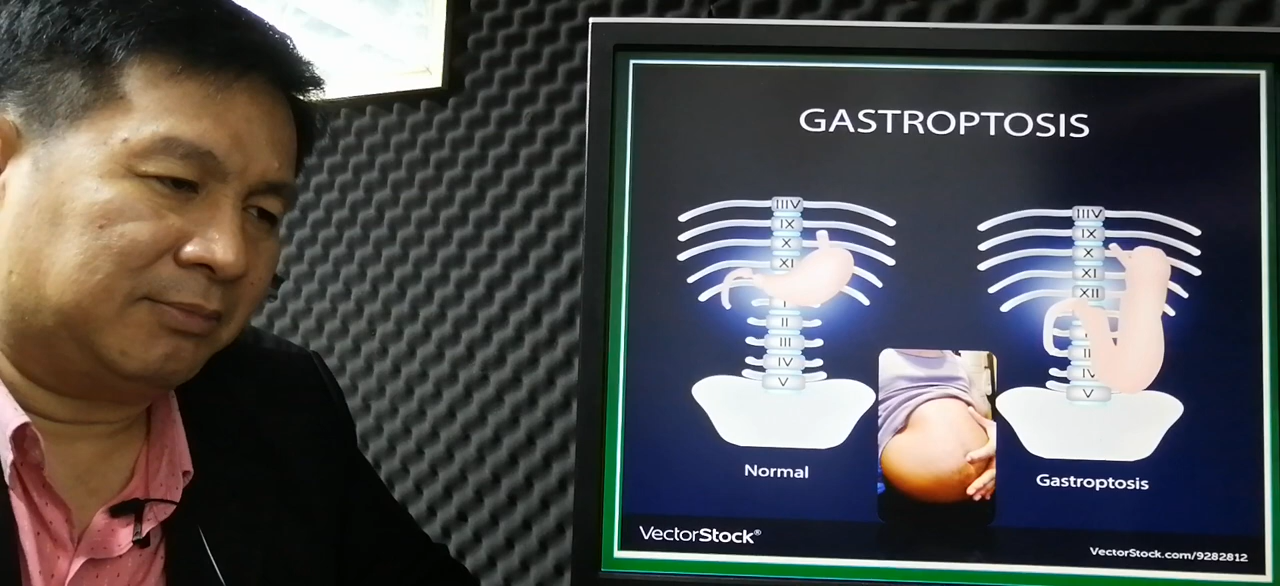 GASTROPTOSIS
IIIV
IX
X
XI
I
II
III
IV
V
Normal
IIIV
IX
X
XI
XII
II
IV
V
Gastroptosis
VectorStock®
VectorStock.com/9282812